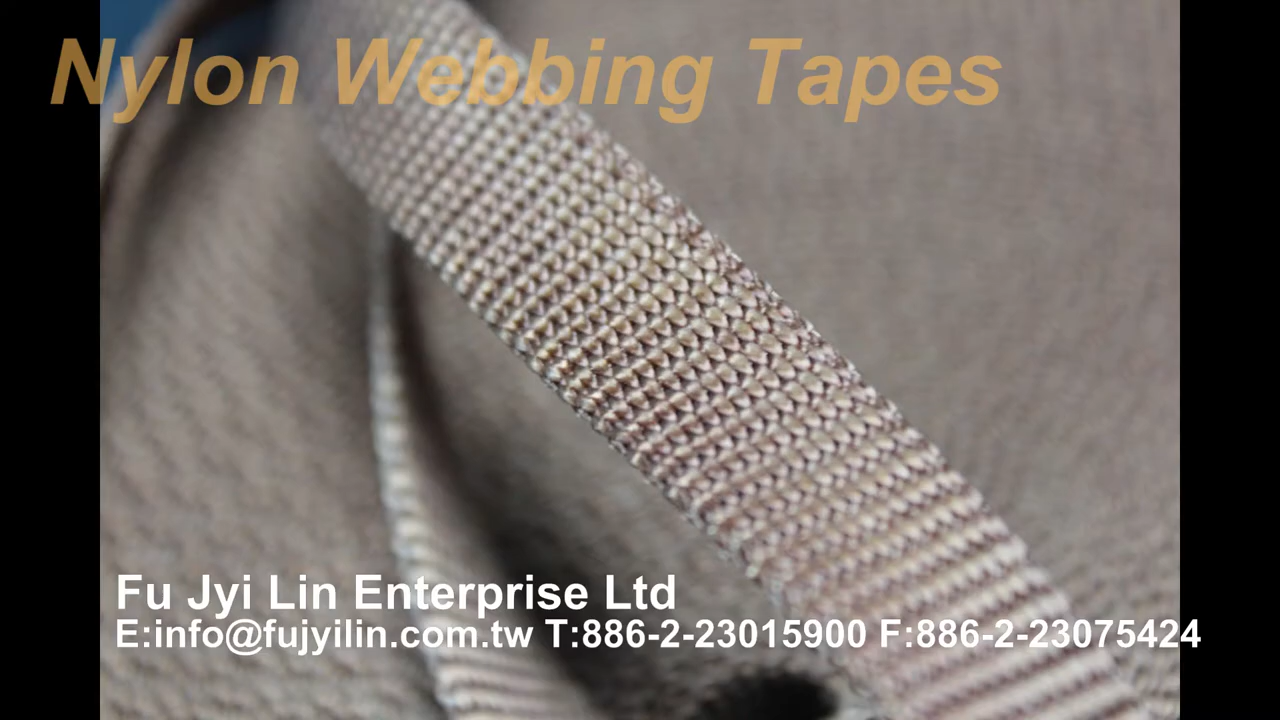 Nylon Webbing Tapes
Fu Jyi Lin Enterprise Ltd
E:info@fujyilin.com.tw T:886-2-23015900 F:886-2-23075424